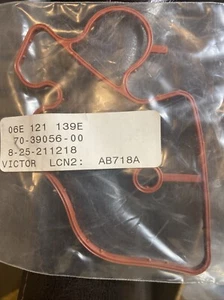 06E 121 139E
70-39056-00
8-25-211218
VICTOR LCN2: AB718A